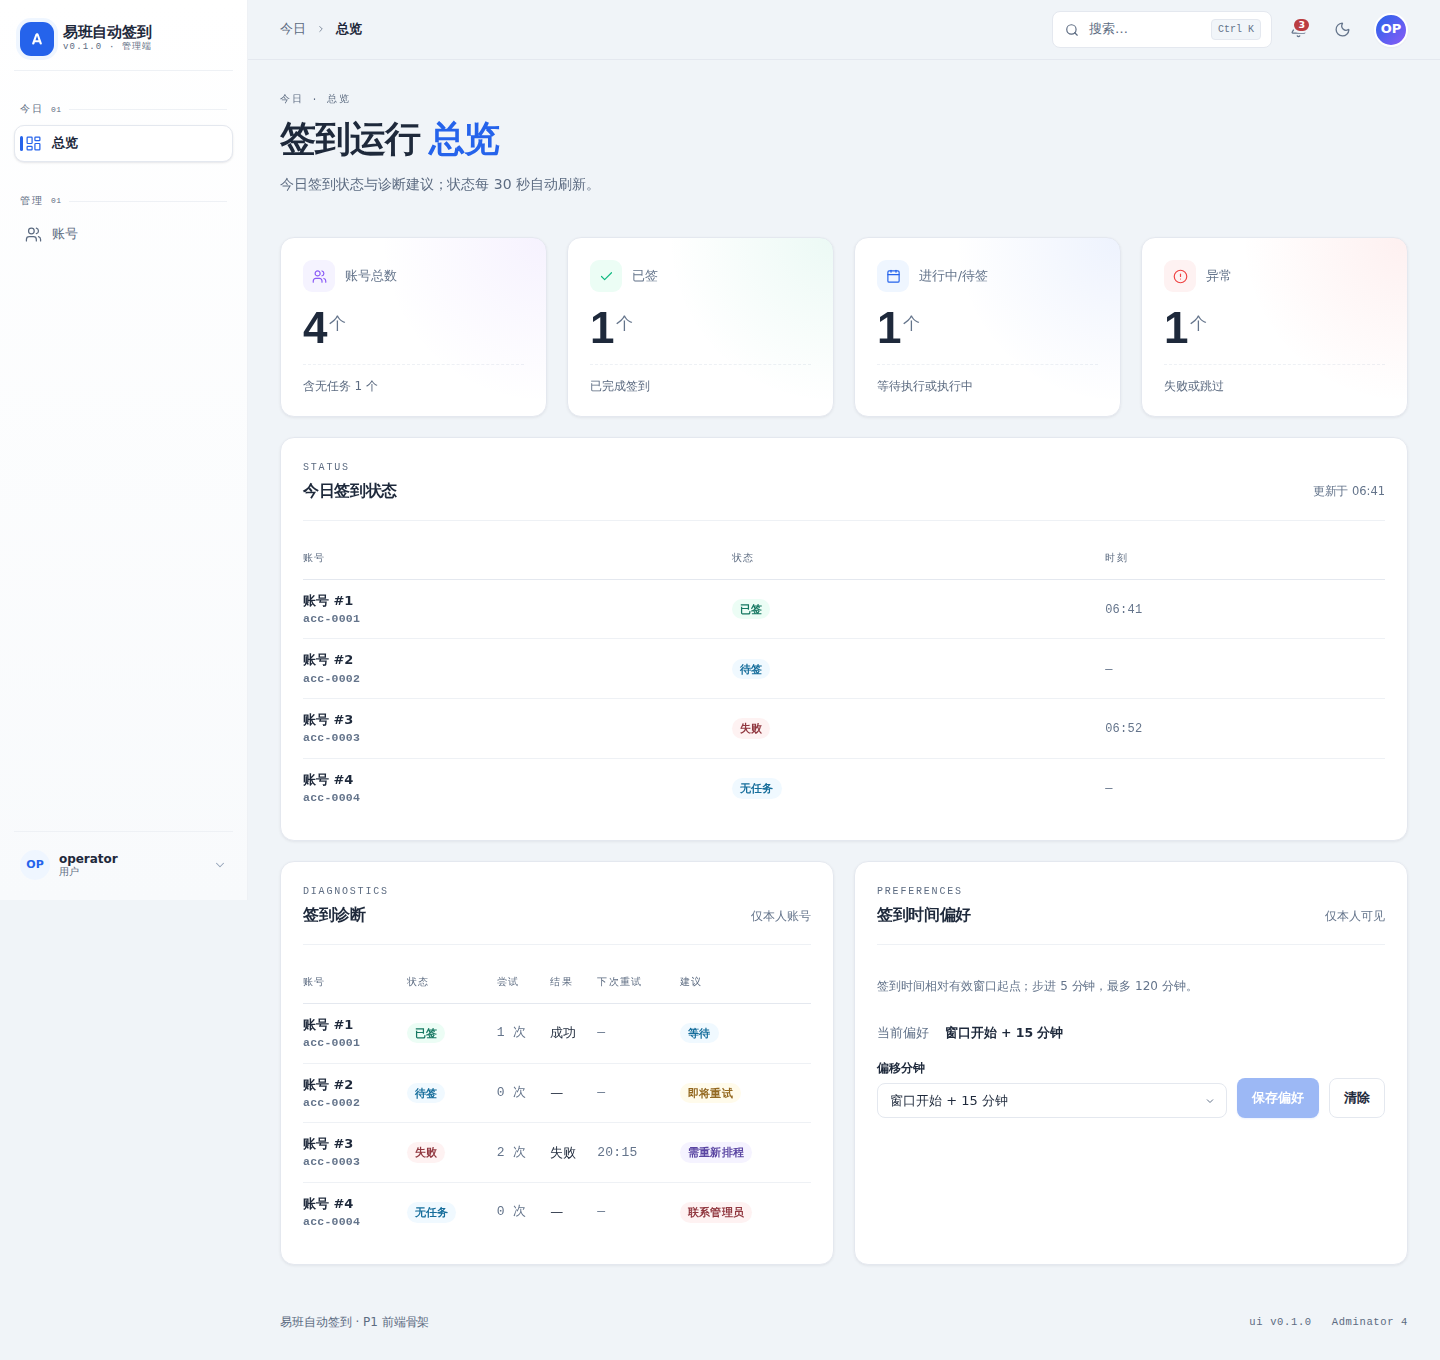 A
易班自动签到
v0.1.0 · 管理端
今日 01
总览
管理 01
账号
OP
operator
用户
今日 › 总览
搜索…
Ctrl K
3
OP
今日 · 总览
签到运行 总览
今日签到状态与诊断建议；状态每 30 秒自动刷新。
账号总数
4个
含无任务 1 个
已签
1个
已完成签到
进行中/待签
1个
等待执行或执行中
异常
1个
失败或跳过
STATUS
今日签到状态
更新于 06:41
账号 状态 时刻
账号 #1
acc-0001
已签
06:41
账号 #2
acc-0002
待签
—
账号 #3
acc-0003
失败
06:52
账号 #4
acc-0004
无任务
—
DIAGNOSTICS
签到诊断
仅本人账号
账号 状态 尝试 结果 下次重试 建议
账号 #1
acc-0001
已签 1 次 成功 — 等待
账号 #2
acc-0002
待签 0 次 — — 即将重试
账号 #3
acc-0003
失败 2 次 失败 20:15 需重新排程
账号 #4
acc-0004
无任务 0 次 — — 联系管理员
PREFERENCES
签到时间偏好
仅本人可见
签到时间相对有效窗口起点；步进 5 分钟，最多 120 分钟。
当前偏好 窗口开始 + 15 分钟
偏移分钟
窗口开始 + 15 分钟
保存偏好
清除
易班自动签到 · P1 前端骨架
ui v0.1.0 Adminator 4